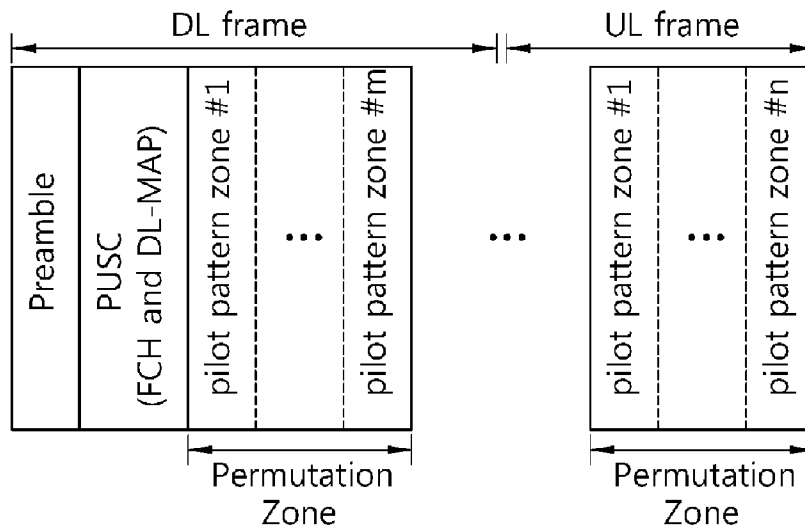 DL frame
UL frame
Preamble
PUSC
(FCH and DL-MAP)
pilot pattern zone #1
...
pilot pattern zone #m
...
pilot pattern zone #1
...
pilot pattern zone #n
Permutation
Zone
Permutation
Zone